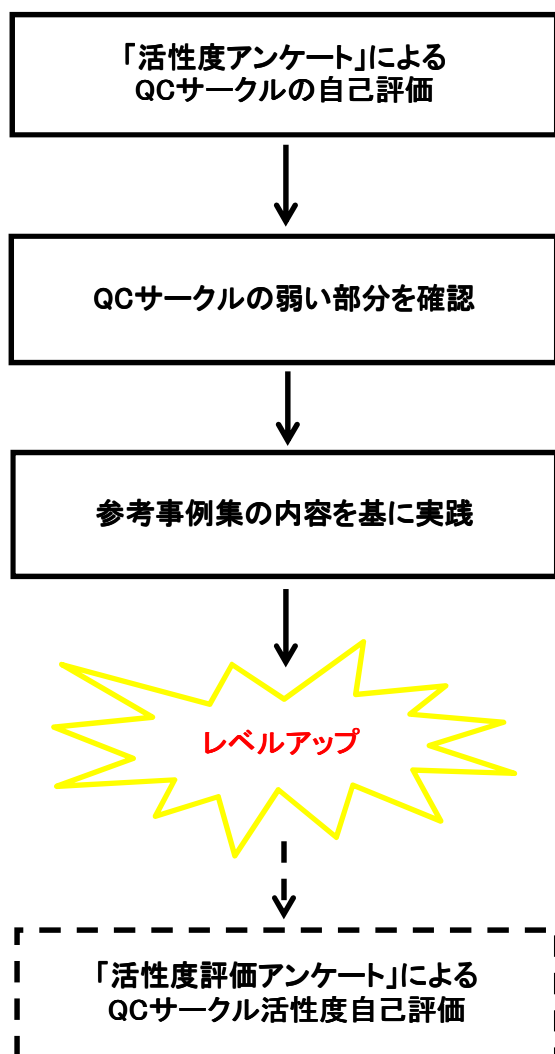 「活性度アンケート」による
QCサークルの自己評価
QCサークルの弱い部分を確認
参考事例集の内容を基に実践
レベルアップ
「活性度評価アンケート」による
QCサークル活性度自己評価